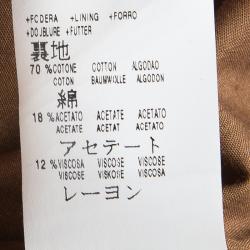 +FODERA +LINING +FORRO
+DOUBLURE +FUTTER
裏地
70 %COTONE COTTON ALGODAO
COTON BAUMWOLLE ALGODON
綿
18 %ACETATO ACETATE ACETATO
ACETATE ACETAT ACETATO
アセテート
12 %VISCOSA VISCOSE VISCOSE
VISCOSE VISKOSE VISCOSA
レーヨン